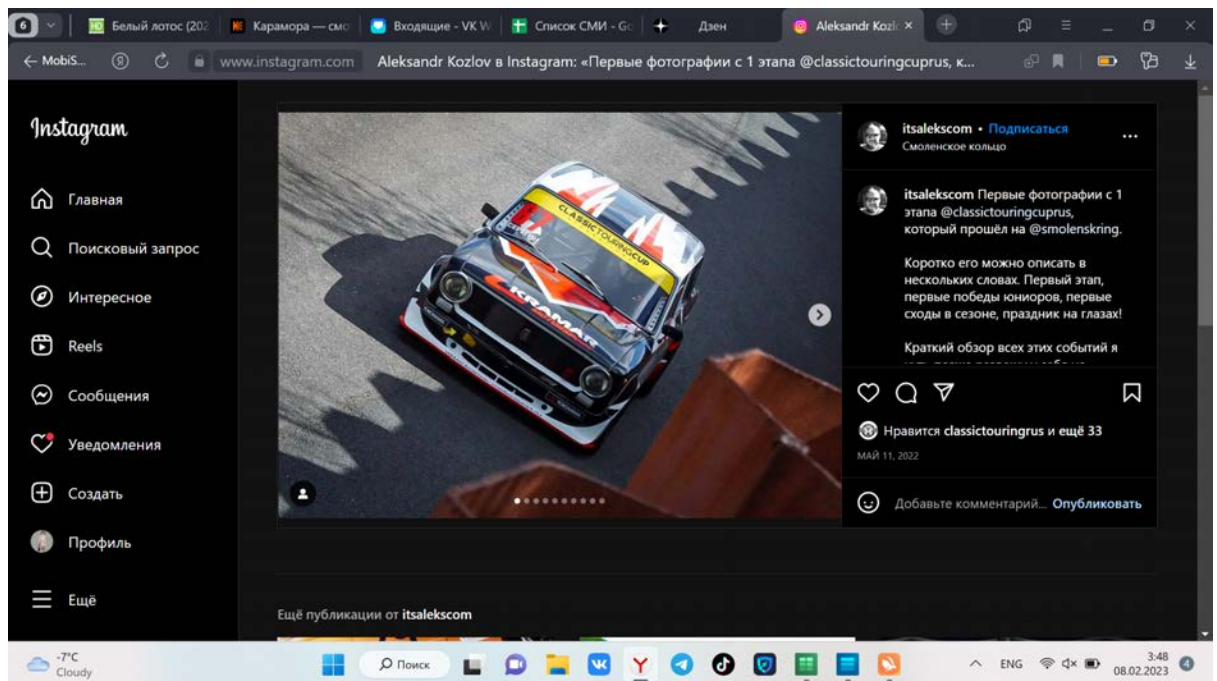 6
Белый лотос (202
Карамора — смо
Входящие - VK W
Список СМИ - Go
Дзен
Aleksandr Kozl
MobiS...
www.instagram.com
Aleksandr Kozlov в Instagram: «Первые фотографии с 1 этапа @classictouringcuprus, к...
Instagram
Главная
Поисковый запрос
Интересное
Reels
Сообщения
Уведомления
Создать
Профиль
Ещё
CLASSICTOURINGCUP
KRAMAR
itsalekscom • Подписаться
Смоленское кольцо
itsalekscom Первые фотографии с 1
этапа @classictouringcuprus,
который прошёл на @smolenskring.
Коротко его можно описать в
нескольких словах. Первый этап,
первые победы юниоров, первые
сходы в сезоне, праздник на глазах!
Краткий обзор всех этих событий я
Нравится classictouringrus и ещё 33
МАЙ 11, 2022
Добавьте комментарий... Опубликовать
Ещё публикации от itsalekscom
-7°C
Cloudy
Поиск
ENG
3:48
08.02.2023
4